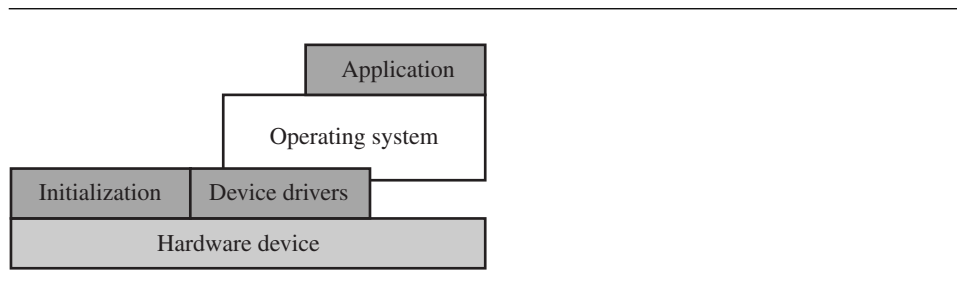 Application
Operating system
Initialization
Device drivers
Hardware device